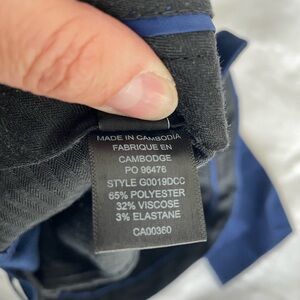 MADE IN CAMBODIA
FABRIQUE EN
CAMBODGE
PO 96476
STYLE G0019DCC
65% POLYESTER
32% VISCOSE
3% ELASTANE
CA00360